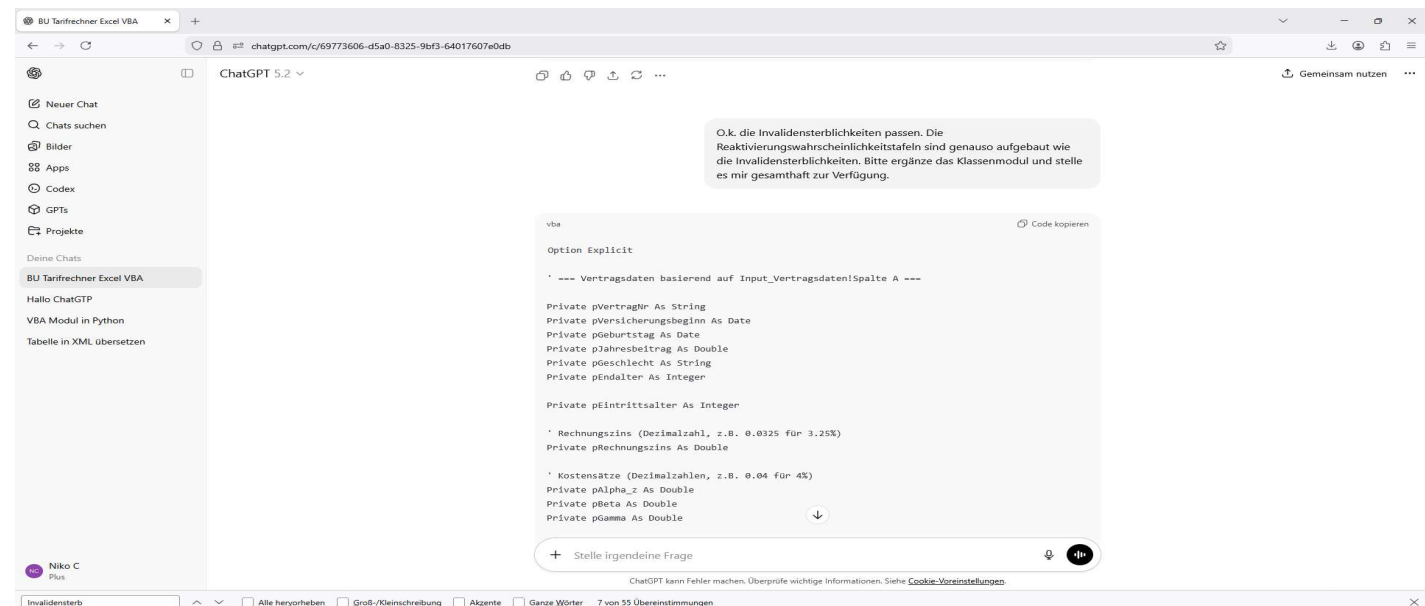 BU Tarifrechner Excel VBA
chatgpt.com/c/69773606-d5a0-8325-9bf3-64017607e0db
ChatGPT 5.2
Gemeinsam nutzen
Neuer Chat
Chats suchen
Bilder
Apps
Codex
GPTs
Projekte
Deine Chats
BU Tarifrechner Excel VBA
Hallo ChatGTP
VBA Modul in Python
Tabelle in XML übersetzen
Niko C
NC
Plus
O.k. die Invalidensterblichkeiten passen. Die
Reaktivierungswahrscheinlichkeitstafeln sind genauso aufgebaut wie
die Invalidensterblichkeiten. Bitte ergänze das Klassenmodul und stelle
es mir gesamthaft zur Verfügung.
vba
Code kopieren
Option Explicit
' === Vertragsdaten basierend auf Input_Vertragsdaten!Spalte A ===
Private pVertragNr As String
Private pVersicherungsbeginn As Date
Private pGeburtstag As Date
Private pJahresbeitrag As Double
Private pGeschlecht As String
Private pEndalter As Integer
Private pEintrittsalter As Integer
' Rechnungszins (Dezimalzahl, z.B. 0.0325 für 3.25%)
Private pRechnungszins As Double
' Kostensätze (Dezimalzahlen, z.B. 0.04 für 4%)
Private pAlpha_z As Double
Private pBeta As Double
Private pGamma As Double
Stelle irgendeine Frage
ChatGPT kann Fehler machen. Überprüfe wichtige Informationen. Siehe Cookie-Voreinstellungen.
Invalidensterb
Alle hervorheben
Groß-/Kleinschreibung
Akzente
Ganze Wörter
7 von 55 Übereinstimmungen